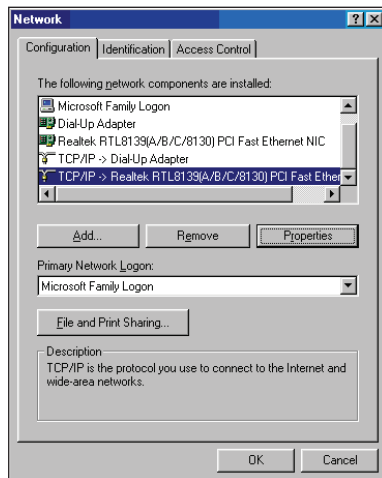 Network
Configuration Identification Access Control
The following network components are installed:
Microsoft Family Logon
Dial-Up Adapter
Realtek RTL8139(A/B/C/8130) PCI Fast Ethernet NIC
TCP/IP -> Dial-Up Adapter
TCP/IP -> Realtek RTL8139(A/B/C/8130) PCI Fast Ether
Add... Remove Properties
Primary Network Logon:
Microsoft Family Logon
File and Print Sharing...
Description
TCP/IP is the protocol you use to connect to the Internet and
wide-area networks.
OK Cancel